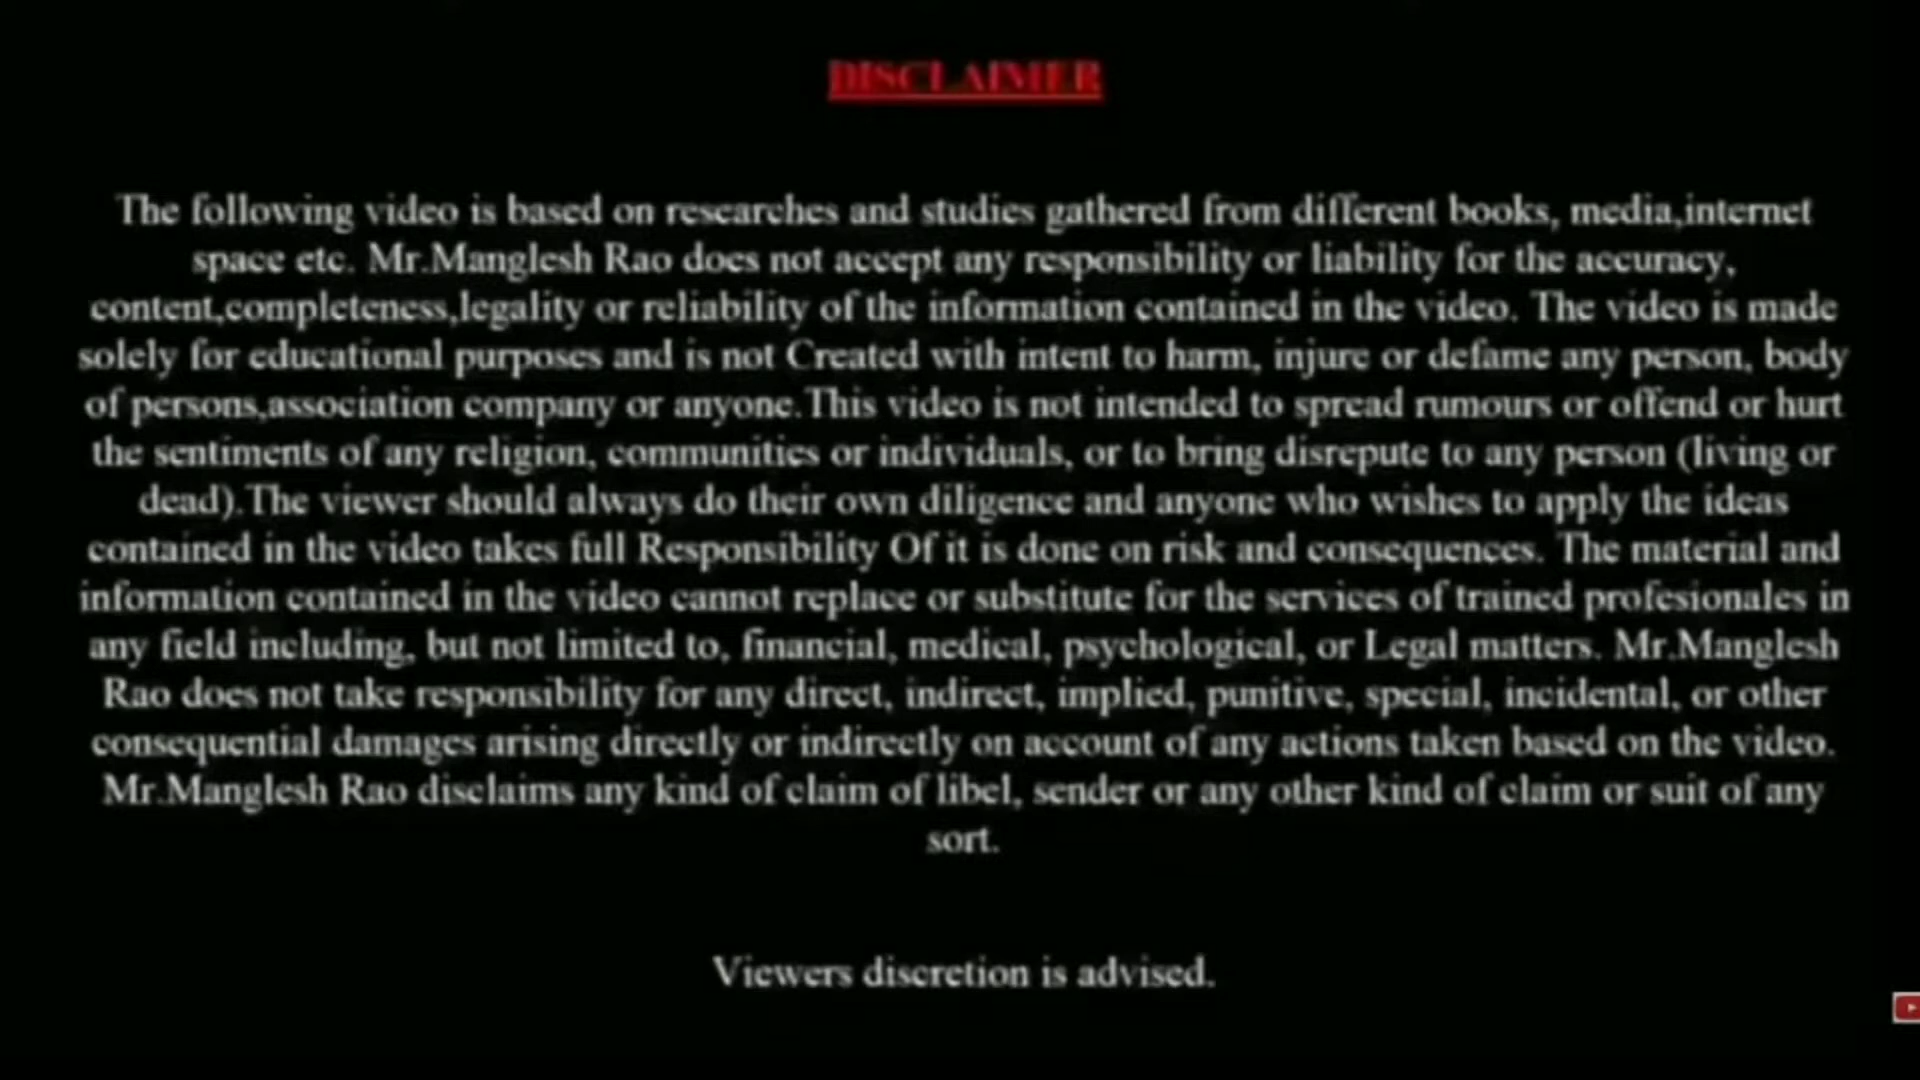 DISCLAIMER
The following video is based on researches and studies gathered from different books, media,internet
space etc. Mr.Manglesh Rao does not accept any responsibility or liability for the accuracy,
content,completeness,legality or reliability of the information contained in the video. The video is made
solely for educational purposes and is not Created with intent to harm, injure or defame any person, body
of persons,association company or anyone.This video is not intended to spread rumours or offend or hurt
the sentiments of any religion, communities or individuals, or to bring disrepute to any person (living or
dead).The viewer should always do their own diligence and anyone who wishes to apply the ideas
contained in the video takes full Responsibility Of it is done on risk and consequences. The material and
information contained in the video cannot replace or substitute for the services of trained profesionales in
any field including, but not limited to, financial, medical, psychological, or Legal matters. Mr.Manglesh
Rao does not take responsibility for any direct, indirect, implied, punitive, special, incidental, or other
consequential damages arising directly or indirectly on account of any actions taken based on the video.
Mr.Manglesh Rao disclaims any kind of claim of libel, sender or any other kind of claim or suit of any
sort.
Viewers discretion is advised.